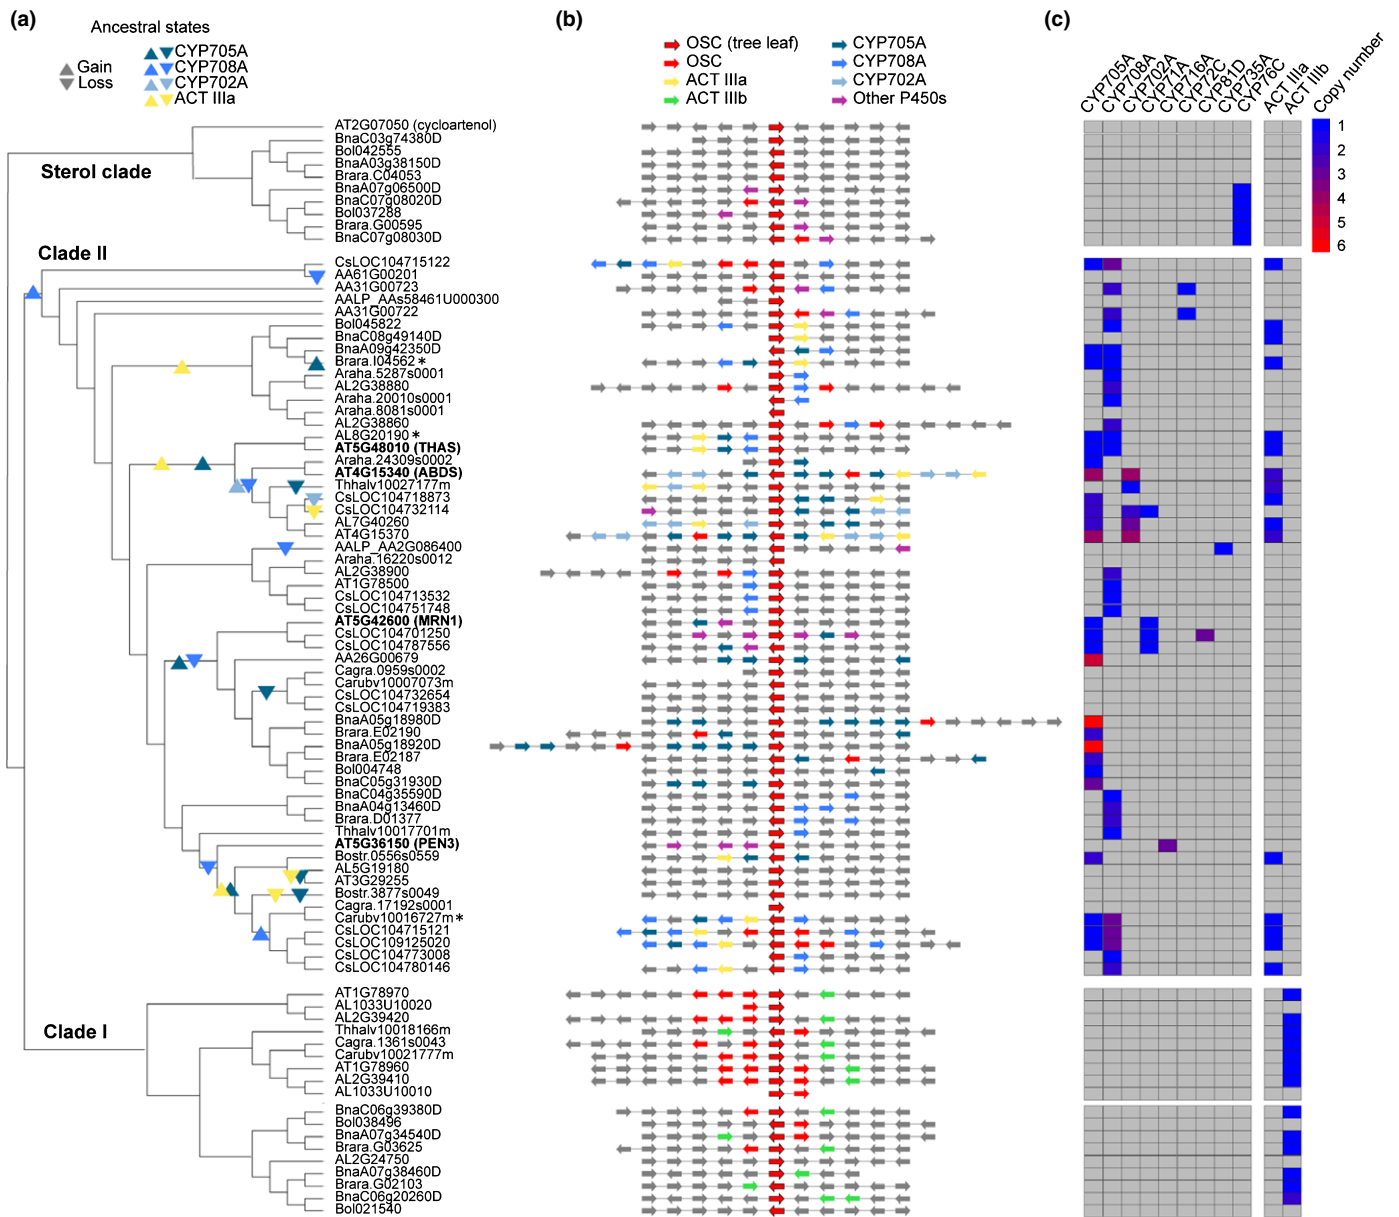 (a)
Ancestral states
Gain
Loss
CYP705A
CYP708A
CYP702A
ACT IIIa
(b)
OSC (tree leaf)
OSC
ACT IIIa
ACT IIIb
CYP705A
CYP708A
CYP702A
Other P450s
(c)
CYP705A
CYP708A
CYP702A
CYP71A
CYP716A
CYP72C
CYP81D
CYP735A
CYP76C
ACT IIIa
ACT IIIb
Copy number
1
2
3
4
5
6
Sterol clade
AT2G07050 (cycloartenol)
BnaC03g74380D
Bol042555
BnaA03g38150D
Brara.C04053
BnaA07g06500D
BnaC07g08020D
Bol037288
Brara.G00595
BnaC07g08030D
Clade II
CsLOC104715122
AA61G00201
AA31G00723
AALP_AAs58461U000300
AA31G00722
Bol045822
BnaC08g49140D
BnaA09g42350D
Brara.I04562 *
Araha.5287s0001
AL2G38880
Araha.20010s0001
Araha.8081s0001
AL2G38860
AL8G20190 *
AT5G48010 (THAS)
Araha.24309s0002
AT4G15340 (ABDS)
Thhalv10027177m
CsLOC104718873
CsLOC104732114
AL7G40260
AT4G15370
AALP_AA2G086400
Araha.16220s0012
AL2G38900
AT1G78500
CsLOC104713532
CsLOC104751748
AT5G42600 (MRN1)
CsLOC104701250
CsLOC104787556
AA26G00679
Cagra.0959s0002
Carubv10007073m
CsLOC104732654
CsLOC104719383
BnaA05g18980D
Brara.E02190
BnaA05g18920D
Brara.E02187
Bol004748
BnaC05g31930D
BnaC04g35590D
BnaA04g13460D
Brara.D01377
Thhalv10017701m
AT5G36150 (PEN3)
Bostr.0556s0559
AL5G19180
AT3G29255
Bostr.3877s0049
Cagra.17192s0001
Carubv10016727m *
CsLOC104715121
CsLOC109125020
CsLOC104773008
CsLOC104780146
Clade I
AT1G78970
AL1033U10020
AL2G39420
Thhalv10018166m
Cagra.1361s0043
Carubv10021777m
AT1G78960
AL2G39410
AL1033U10010
BnaC06g39380D
Bol038496
BnaA07g34540D
Brara.G03625
AL2G24750
BnaA07g38460D
Brara.G02103
BnaC06g20260D
Bol021540